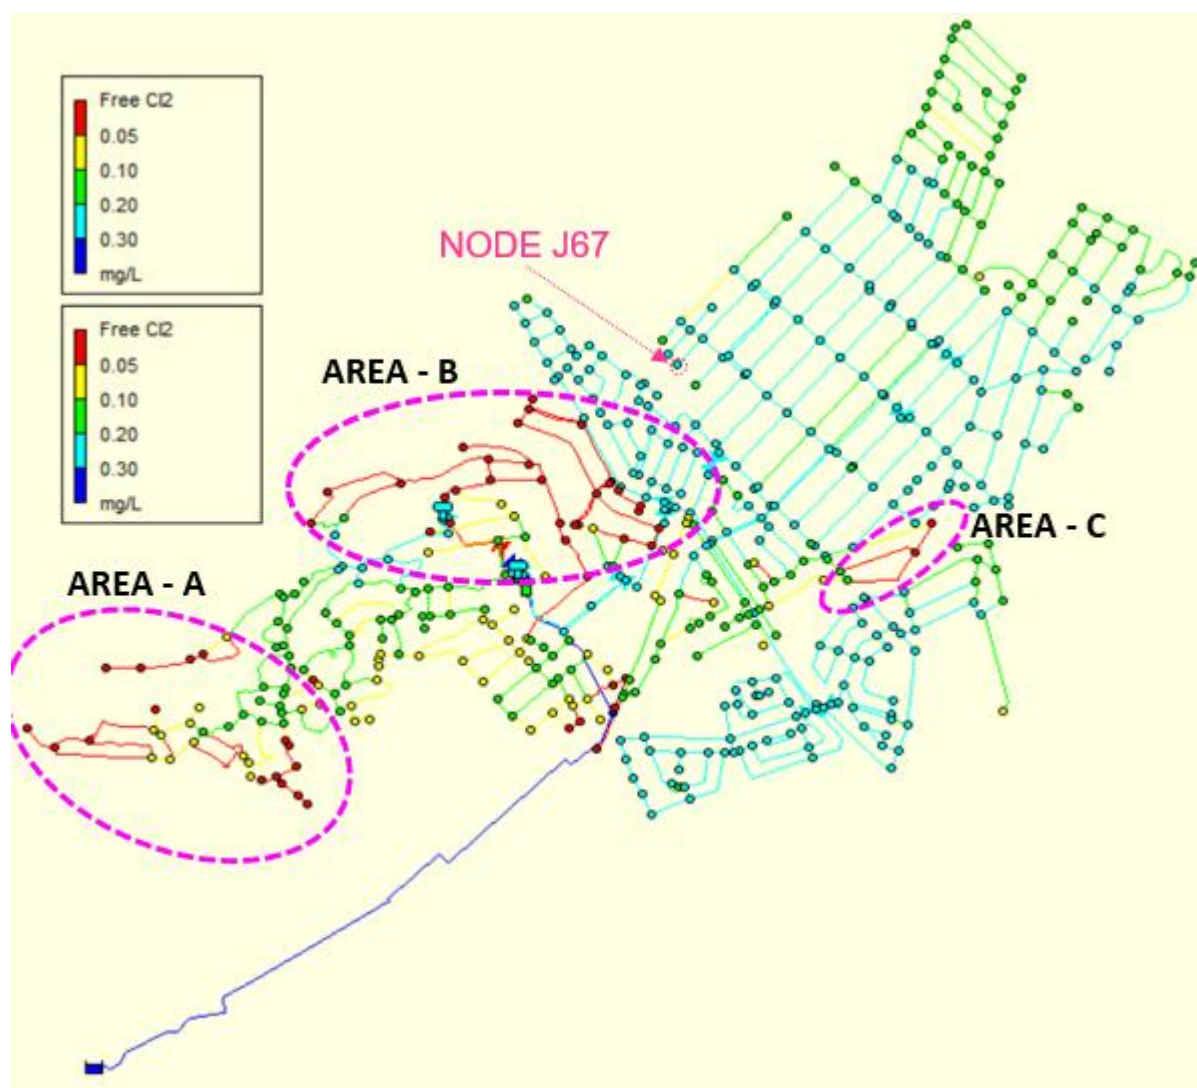 Free Cl2
0.05
0.10
0.20
0.30
mg/L
Free Cl2
0.05
0.10
0.20
0.30
mg/L
NODE J67
AREA - B
AREA - C
AREA - A